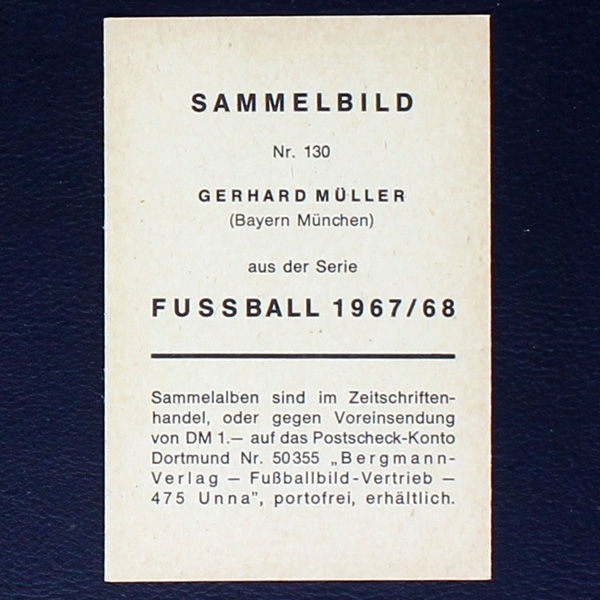 SAMMELBILD
Nr. 130
GERHARD MÜLLER
(Bayern München)
aus der Serie
FUSSBALL 1967/68
Sammelalben sind im Zeitschriften-
handel, oder gegen Voreinsendung
von DM 1.— auf das Postscheck-Konto
Dortmund Nr. 50355 „Bergmann-
Verlag — Fußballbild-Vertrieb —
475 Unna”, portofrei, erhältlich.